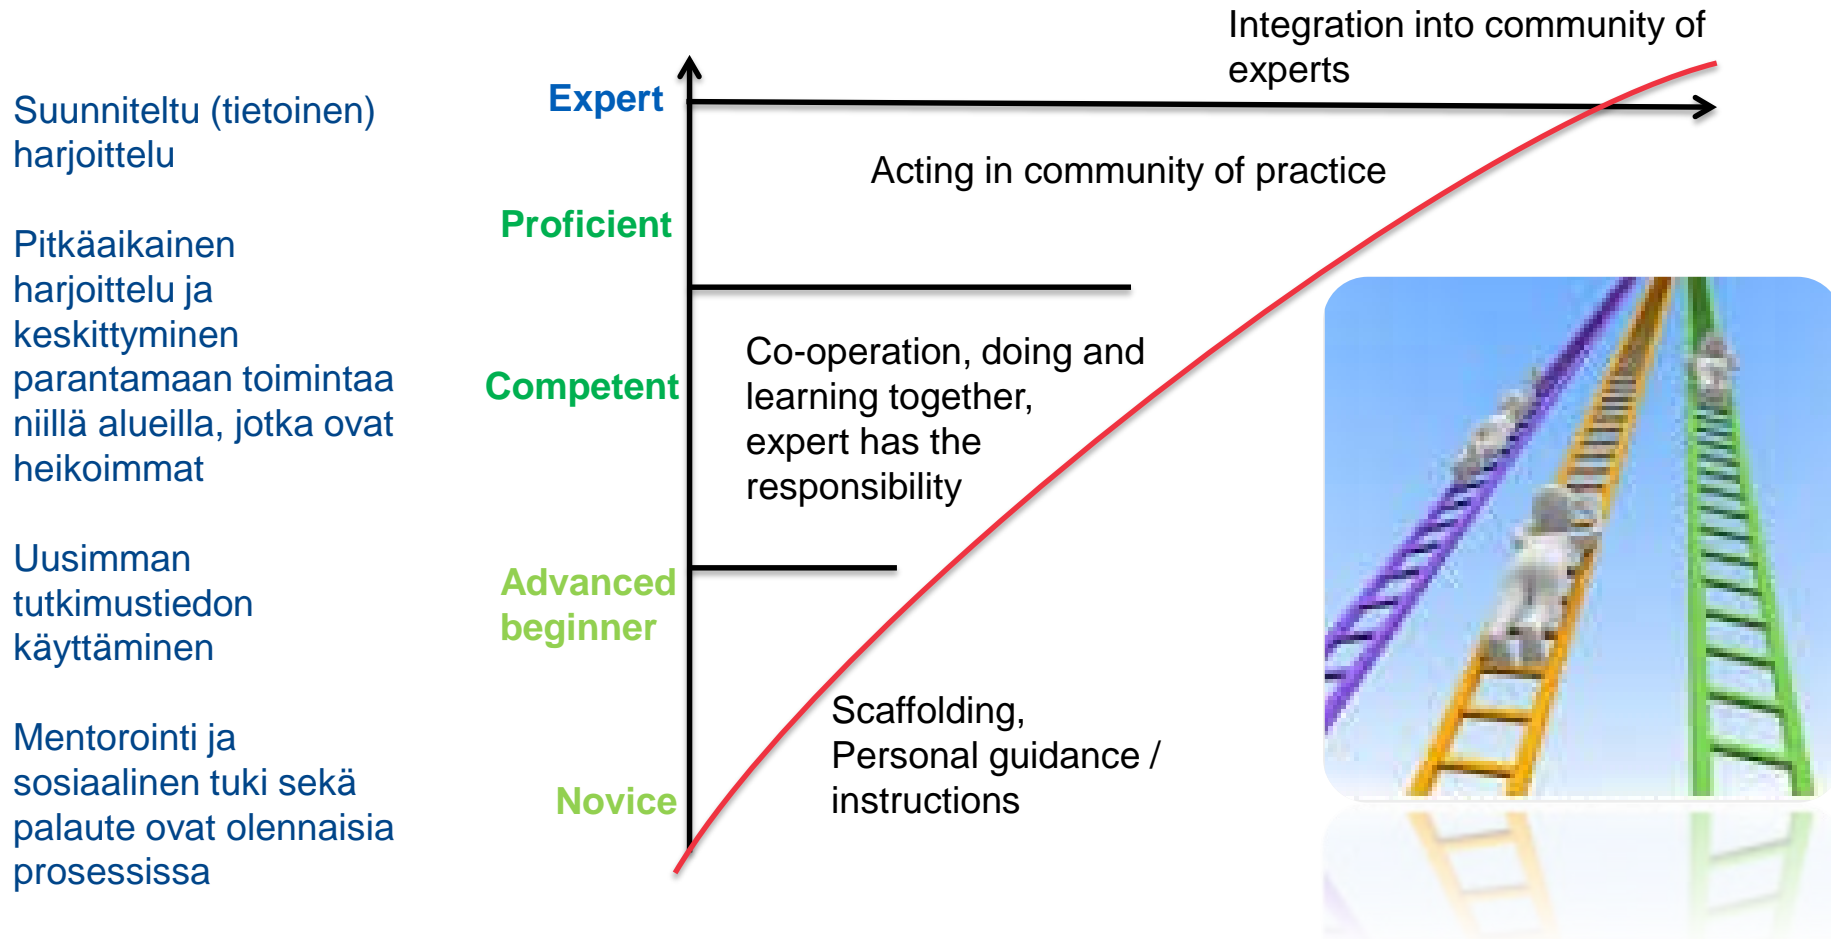 Suunniteltu (tietoinen)
harjoittelu
Pitkäaikainen
harjoittelu ja
keskittyminen
parantamaan toimintaa
niillä alueilla, jotka ovat
heikoimmat
Uusimman
tutkimustiedon
käyttäminen
Mentorointi ja
sosiaalinen tuki sekä
palaute ovat olennaisia
prosessissa
Expert
Proficient
Competent
Advanced
beginner
Novice
Integration into community of
experts
Acting in community of practice
Co-operation, doing and
learning together,
expert has the
responsibility
Scaffolding,
Personal guidance /
instructions